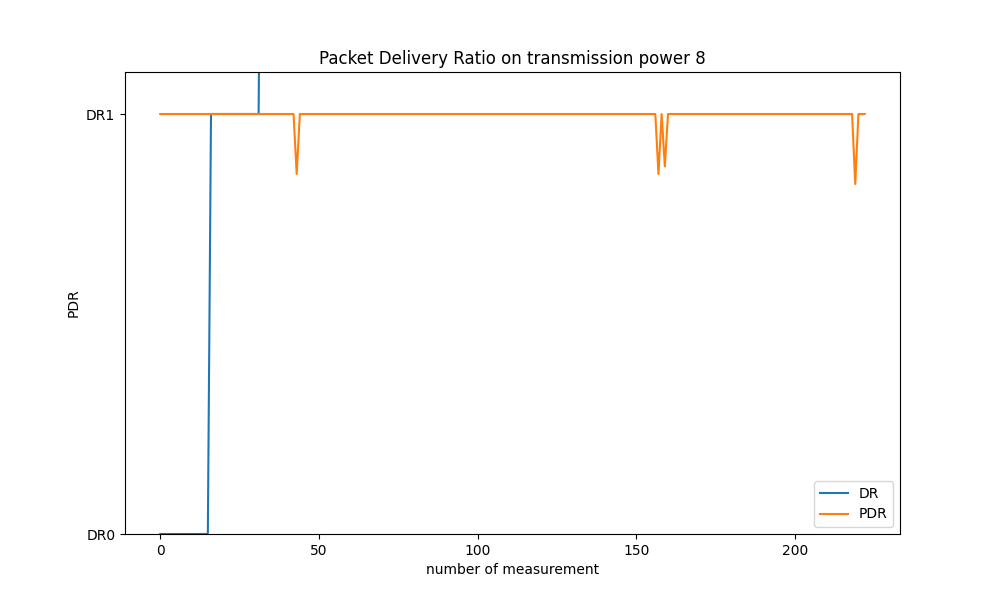 Packet Delivery Ratio on transmission power 8
DR1
PDR
DR0
0 50 100 150 200
number of measurement
DR
PDR